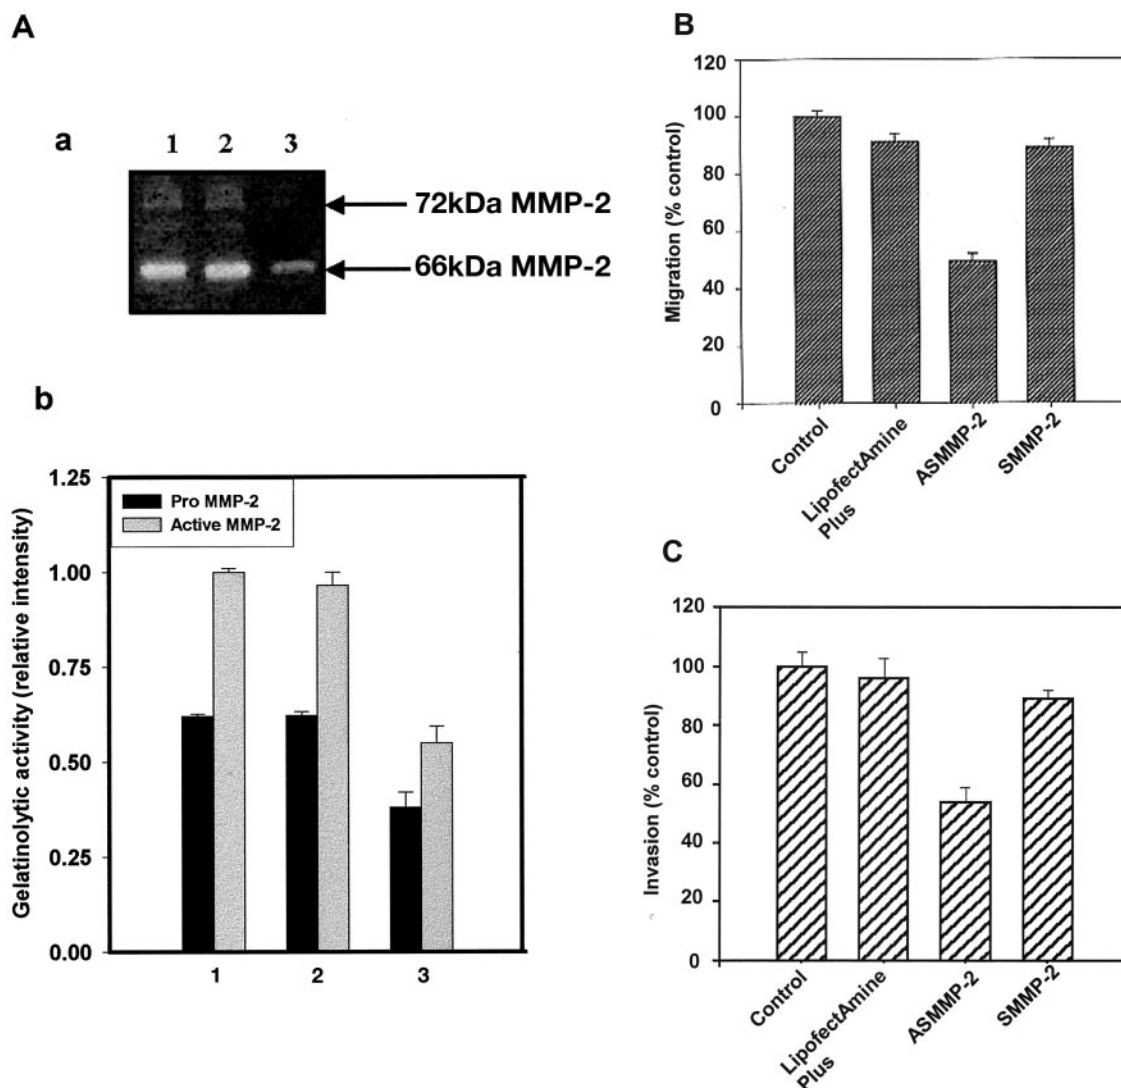 A
a
1 2 3
72kDa MMP-2
66kDa MMP-2
b
Gelatinolytic activity (relative intensity)
1.25
1.00
0.75
0.50
0.25
0.00
Pro MMP-2
Active MMP-2
1 2 3
B
Migration (% control)
120
100
80
60
40
20
0
Control
LipofectAmine
Plus
ASMMP-2
SMMP-2
C
Invasion (% control)
120
100
80
60
40
20
0
Control
LipofectAmine
Plus
ASMMP-2
SMMP-2